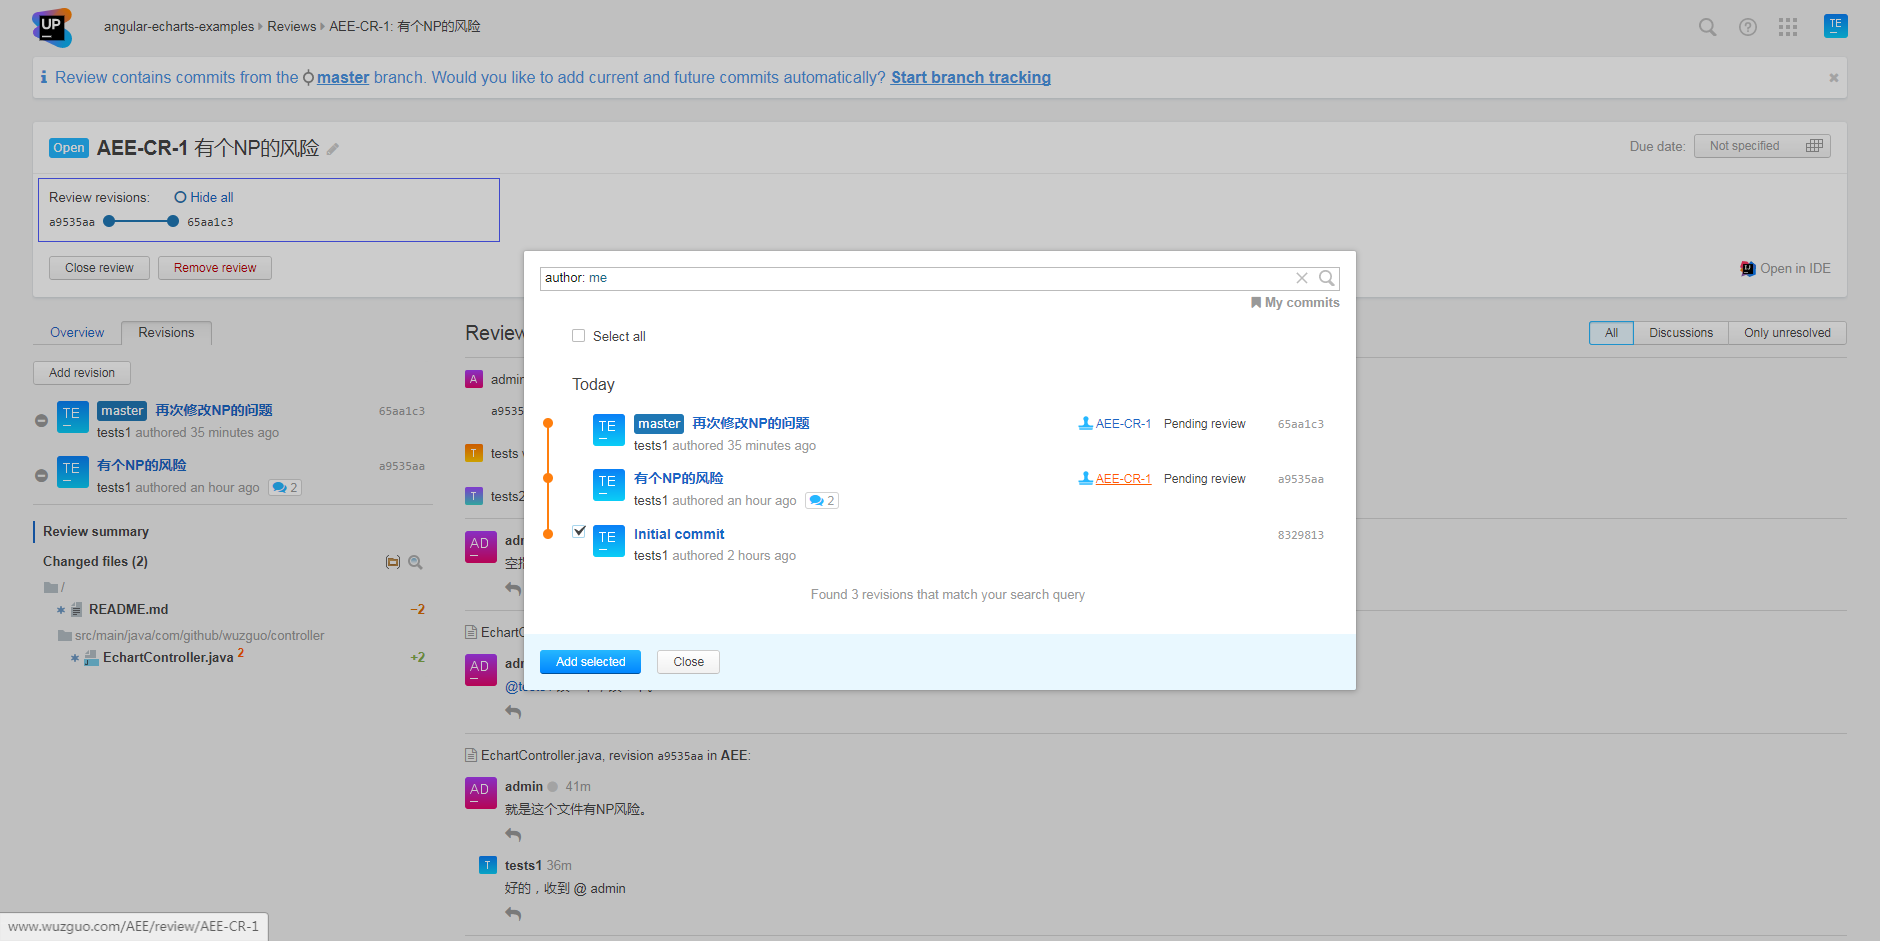 UP
angular-echarts-examples Reviews AEE-CR-1: 有个NP的风险
TE
Review contains commits from the master branch. Would you like to add current and future commits automatically? Start branch tracking
Open AEE-CR-1 有个NP的风险
Due date: Not specified
Review revisions: Hide all
a9535aa 65aa1c3
Close review Remove review
Open in IDE
Overview Revisions
All Discussions Only unresolved
Add revision
TE master 再次修改NP的问题 65aa1c3
tests1 authored 35 minutes ago
TE 有个NP的风险 a9535aa
tests1 authored an hour ago 2
Review summary
Changed files (2)
/
README.md −2
src/main/java/com/github/wuzguo/controller
EchartController.java 2 +2
Review
A admin
a9535
T tests
T tests2
AD
AD
EchartController.java, revision a9535aa in AEE:
AD admin 41m
就是这个文件有NP风险。
T tests1 36m
好的，收到 @ admin
author: me
My commits
Select all
Today
TE master 再次修改NP的问题 AEE-CR-1 Pending review 65aa1c3
tests1 authored 35 minutes ago
TE 有个NP的风险 AEE-CR-1 Pending review a9535aa
tests1 authored an hour ago 2
TE Initial commit 8329813
tests1 authored 2 hours ago
Found 3 revisions that match your search query
Add selected Close
www.wuzguo.com/AEE/review/AEE-CR-1